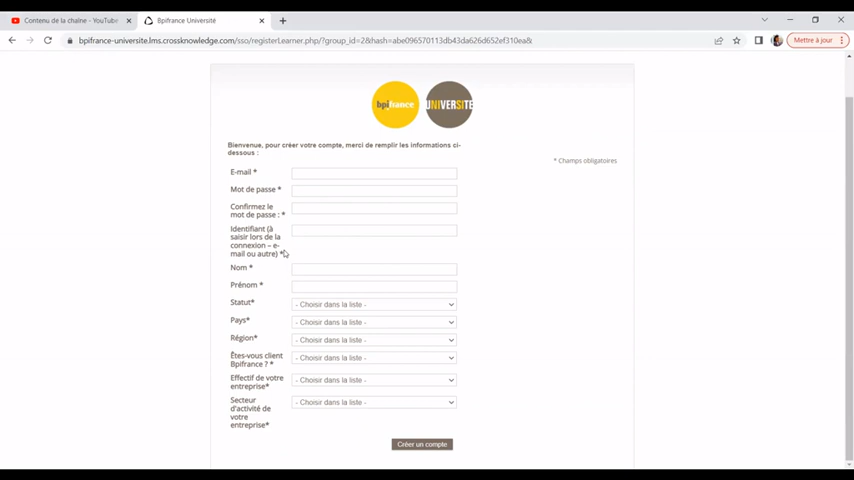 Contenu de la chaîne - YouTube
Bpifrance Université
bpifrance-universite.lms.crossknowledge.com/sso/registerLearner.php/?group_id=2&hash=abe096570113db43da626d652ef310ea&
Mettre à jour
bpifrance UNIVERSITÉ
Bienvenue, pour créer votre compte, merci de remplir les informations ci-
dessous :
* Champs obligatoires
E-mail *
Mot de passe *
Confirmez le
mot de passe : *
Identifiant (à
saisir lors de la
connexion – e-
mail ou autre) *
Nom *
Prénom *
Statut* - Choisir dans la liste -
Pays* - Choisir dans la liste -
Région* - Choisir dans la liste -
Êtes-vous client
Bpifrance ? * - Choisir dans la liste -
Effectif de votre
entreprise* - Choisir dans la liste -
Secteur
d'activité de
votre
entreprise* - Choisir dans la liste -
Créer un compte